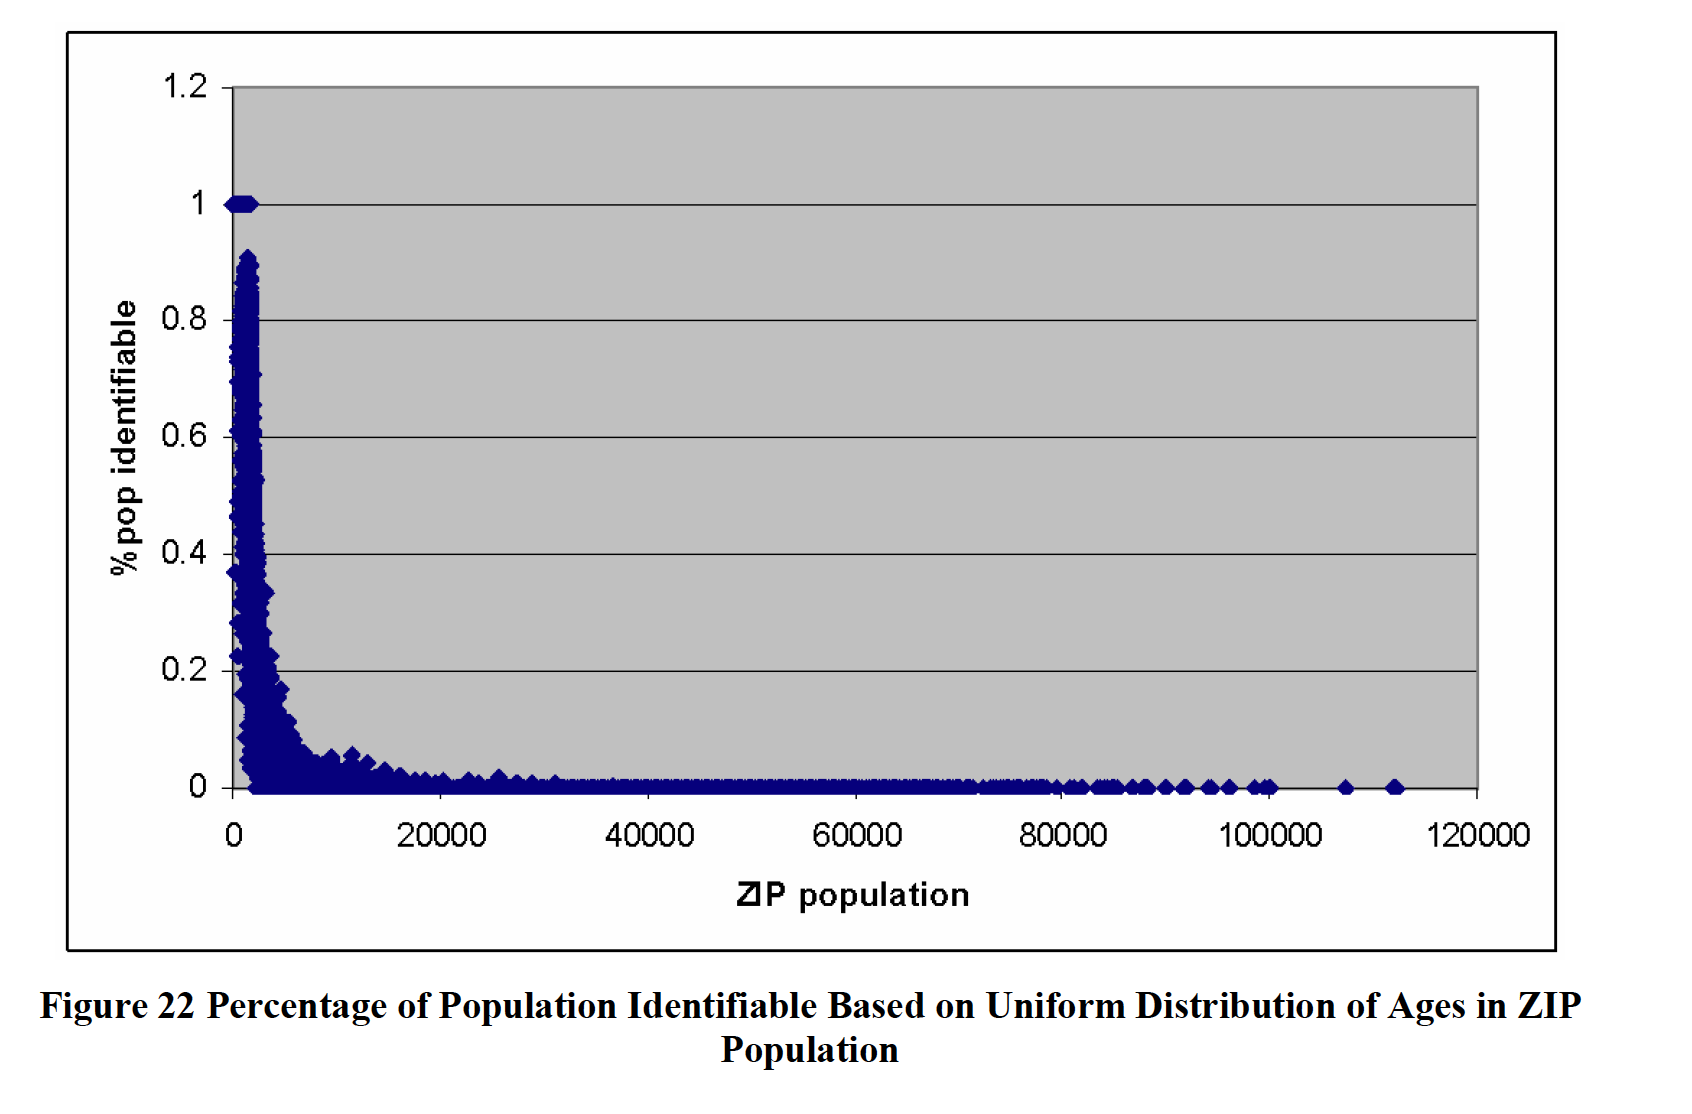 1.2
1
0.8
0.6
0.4
0.2
0
% pop identifiable
0 20000 40000 60000 80000 100000 120000
ZIP population
Figure 22 Percentage of Population Identifiable Based on Uniform Distribution of Ages in ZIP
Population